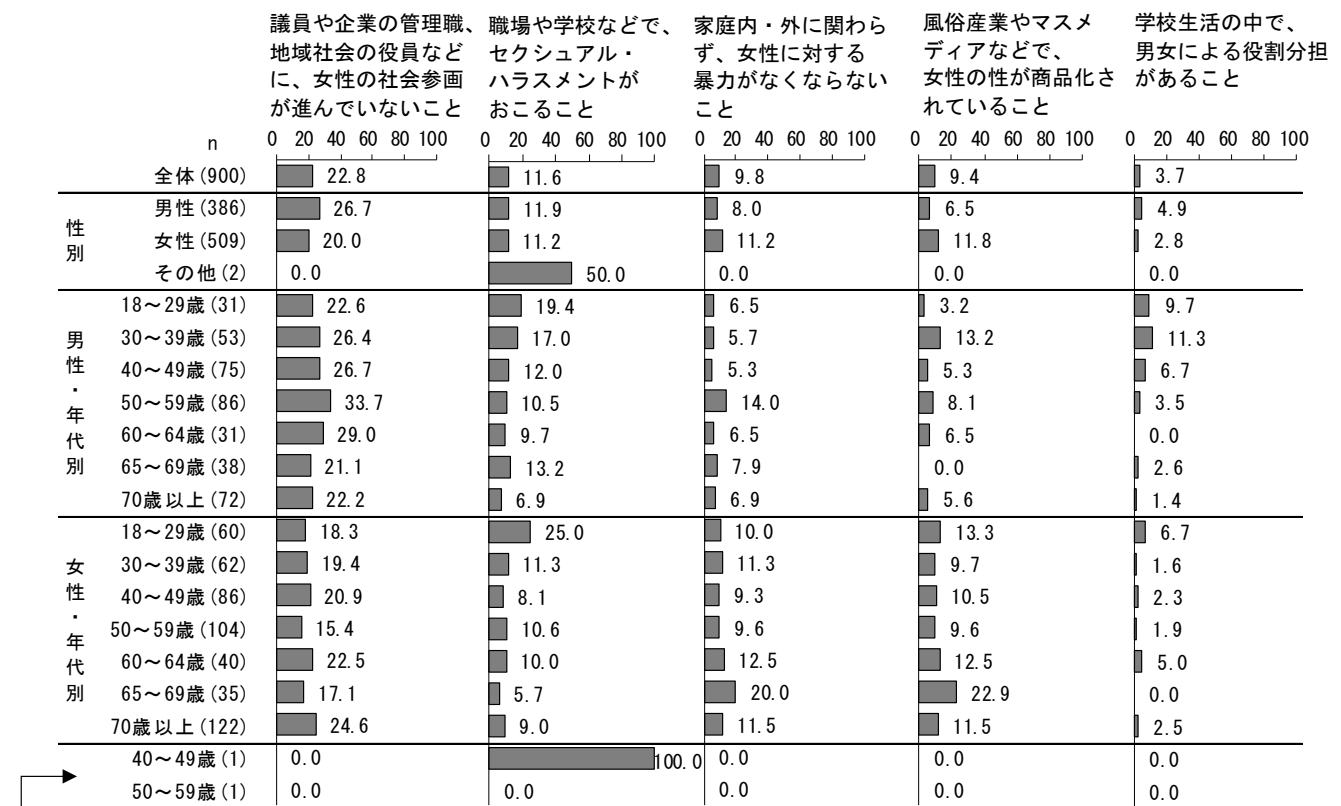 議員や企業の管理職、
地域社会の役員など
に、女性の社会参画
が進んでいないこと
職場や学校などで、
セクシュアル・
ハラスメントが
おこること
家庭内・外に関わら
ず、女性に対する
暴力がなくならない
こと
風俗産業やマスメ
ディアなどで、
女性の性が商品化さ
れていること
学校生活の中で、
男女による役割分担
があること
n 0 20 40 60 80 100 0 20 40 60 80 100 0 20 40 60 80 100 0 20 40 60 80 100 0 20 40 60 80 100
全体(900) 22.8 11.6 9.8 9.4 3.7
性別
男性(386) 26.7 11.9 8.0 6.5 4.9
女性(509) 20.0 11.2 11.2 11.8 2.8
その他(2) 0.0 50.0 0.0 0.0 0.0
男性・年代別
18～29歳(31) 22.6 19.4 6.5 3.2 9.7
30～39歳(53) 26.4 17.0 5.7 13.2 11.3
40～49歳(75) 26.7 12.0 5.3 5.3 6.7
50～59歳(86) 33.7 10.5 14.0 8.1 3.5
60～64歳(31) 29.0 9.7 6.5 6.5 0.0
65～69歳(38) 21.1 13.2 7.9 0.0 2.6
70歳以上(72) 22.2 6.9 6.9 5.6 1.4
女性・年代別
18～29歳(60) 18.3 25.0 10.0 13.3 6.7
30～39歳(62) 19.4 11.3 11.3 9.7 1.6
40～49歳(86) 20.9 8.1 9.3 10.5 2.3
50～59歳(104) 15.4 10.6 9.6 9.6 1.9
60～64歳(40) 22.5 10.0 12.5 12.5 5.0
65～69歳(35) 17.1 5.7 20.0 22.9 0.0
70歳以上(122) 24.6 9.0 11.5 11.5 2.5
40～49歳(1) 0.0 100.0 0.0 0.0 0.0
50～59歳(1) 0.0 0.0 0.0 0.0 0.0